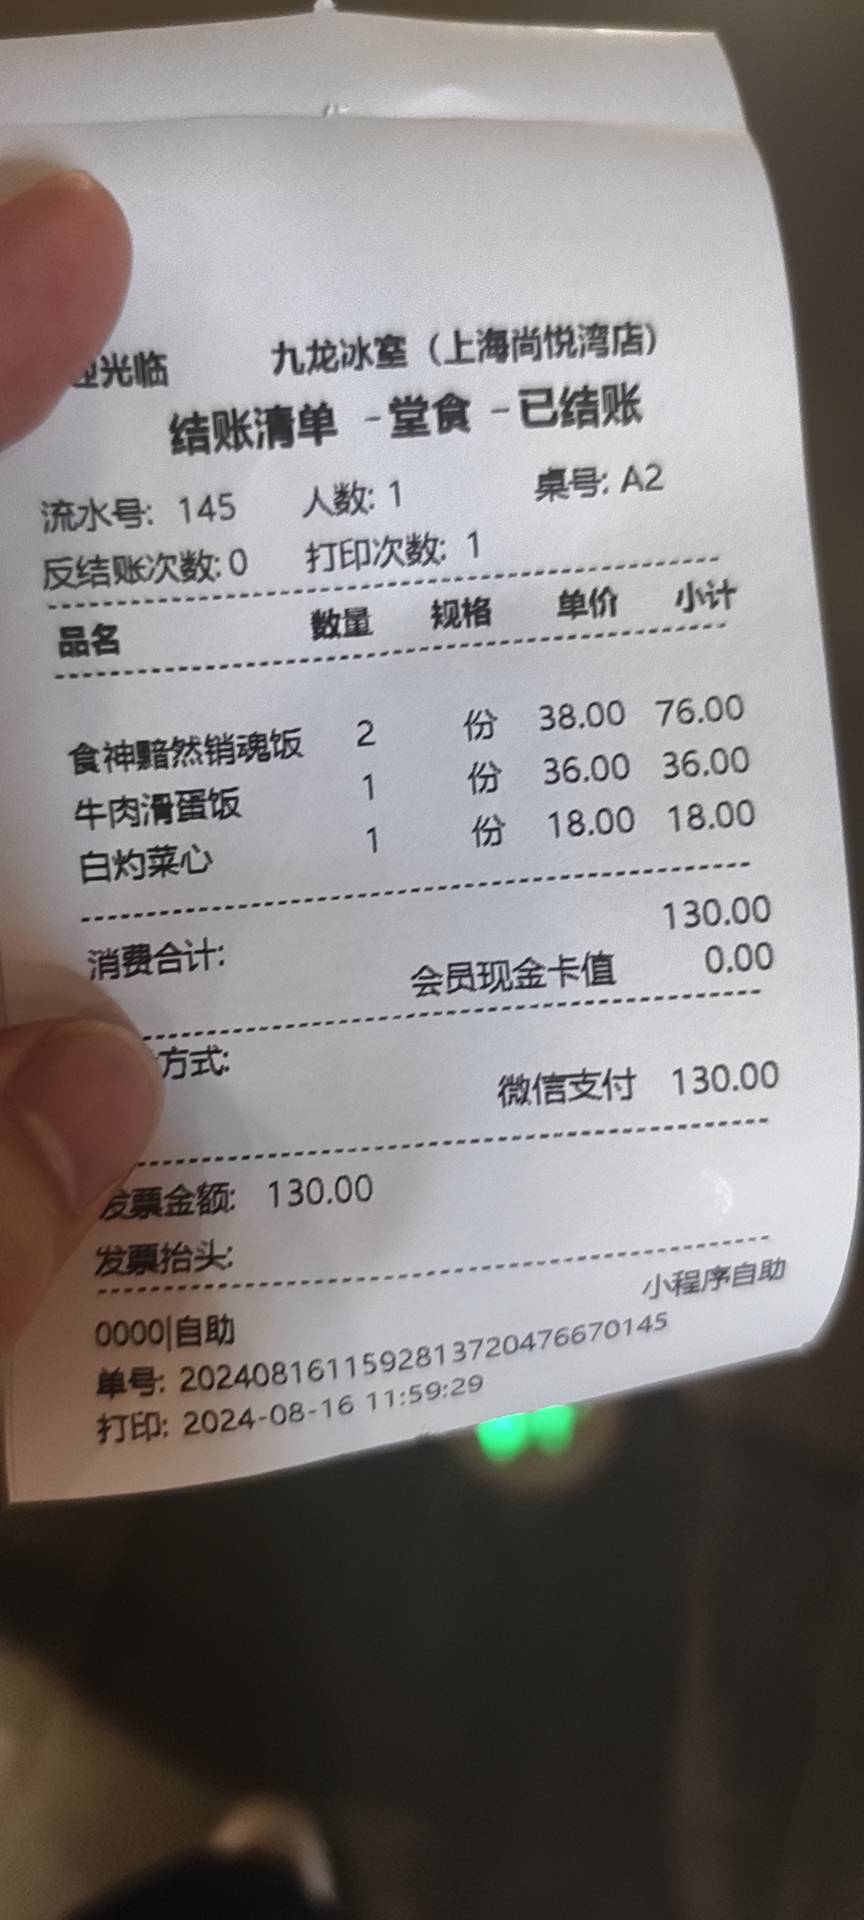 光临 九龙冰室（上海尚悦湾店）
结账清单 -堂食 -已结账
流水号: 145 人数: 1 桌号: A2
反结账次数: 0 打印次数: 1
品名 数量 规格 单价 小计
食神黯然销魂饭 2 份 38.00 76.00
牛肉滑蛋饭 1 份 36.00 36.00
白灼菜心 1 份 18.00 18.00
消费合计: 130.00
会员现金卡值 0.00
方式:
微信支付 130.00
发票金额: 130.00
发票抬头:
小程序自助
0000|自助
单号: 2024081611592813720476670145
打印: 2024-08-16 11:59:29